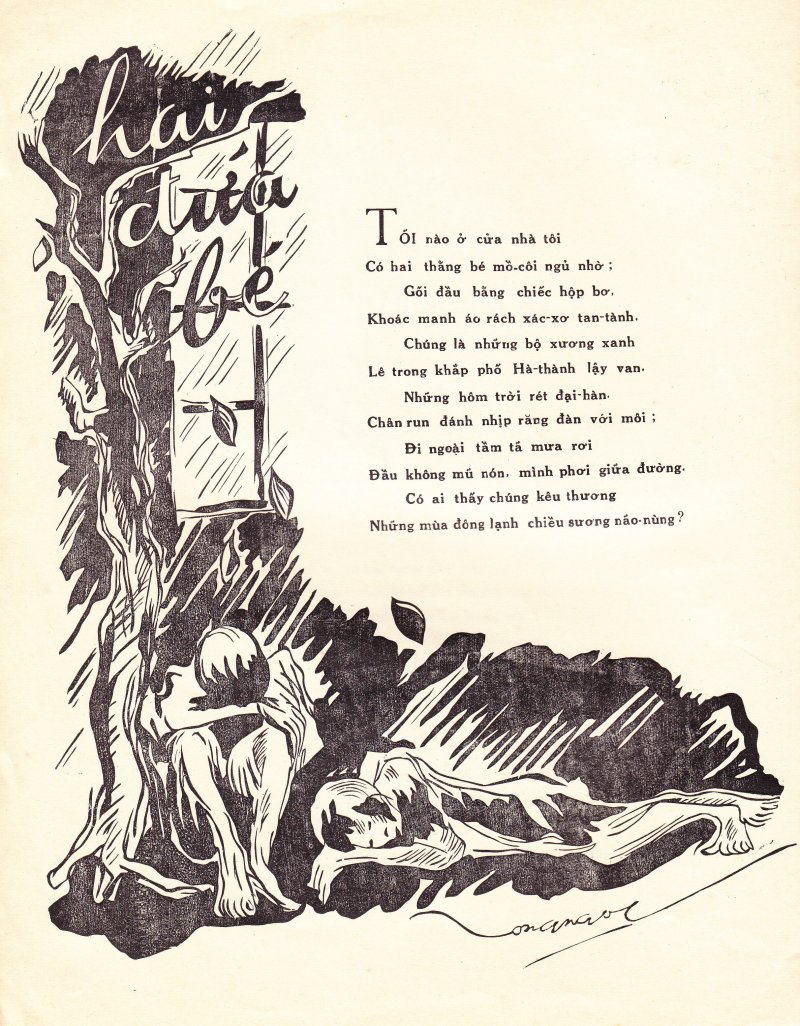 hai
đứa
bé
TỐI nào ở cửa nhà tôi
Có hai thằng bé mồ-côi ngủ nhờ ;
Gối đầu bằng chiếc hộp bơ,
Khoác manh áo rách xác-xơ tan-tành.
Chúng là những bộ xương xanh
Lê trong khắp phố Hà-thành lậy van.
Những hôm trời rét đại-hàn.
Chân run đánh nhịp răng đàn với môi ;
Đi ngoài tầm tã mưa rơi
Đầu không mũ nón, mình phơi giữa đường.
Có ai thấy chúng kêu thương
Những mùa đông lạnh chiều sương não-nùng ?